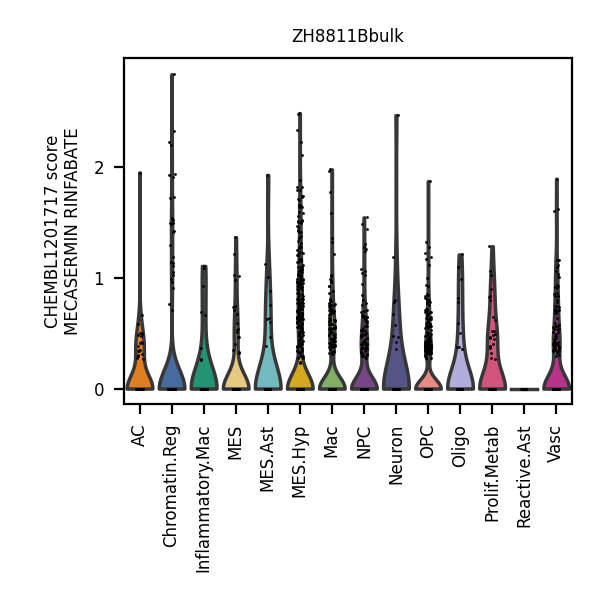 ZH8811Bbulk
CHEMBL1201717 score
MECASERMIN RINFABATE
2
1
0
AC
Chromatin.Reg
Inflammatory.Mac
MES
MES.Ast
MES.Hyp
Mac
NPC
Neuron
OPC
Oligo
Prolif.Metab
Reactive.Ast
Vasc